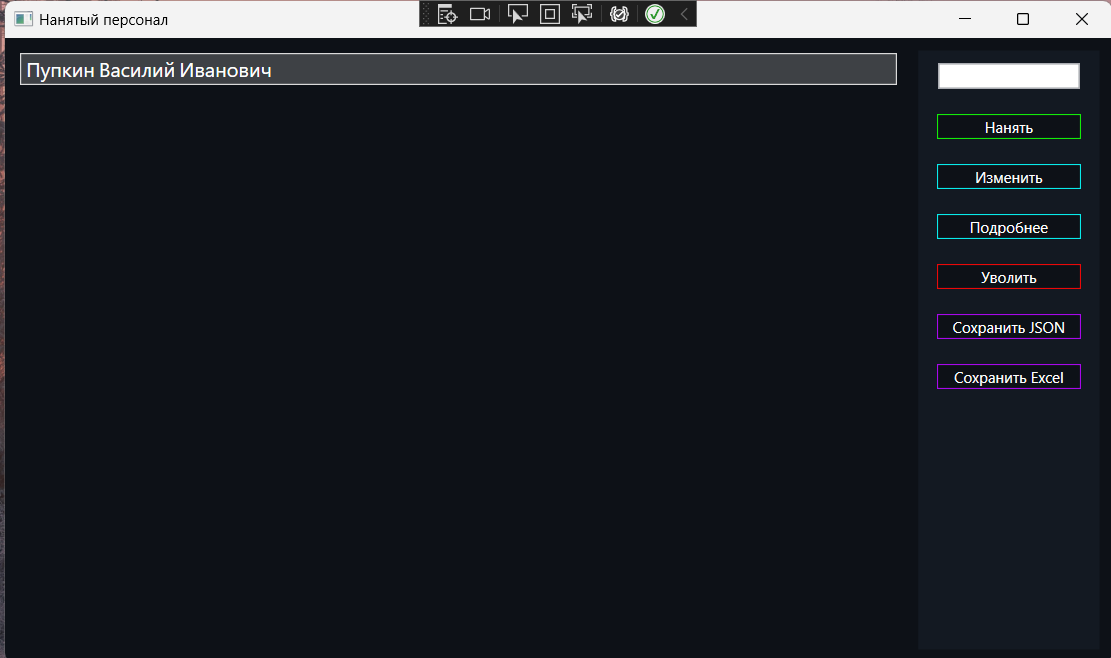 Нанятый персонал
Пупкин Василий Иванович
Нанять
Изменить
Подробнее
Уволить
Сохранить JSON
Сохранить Excel